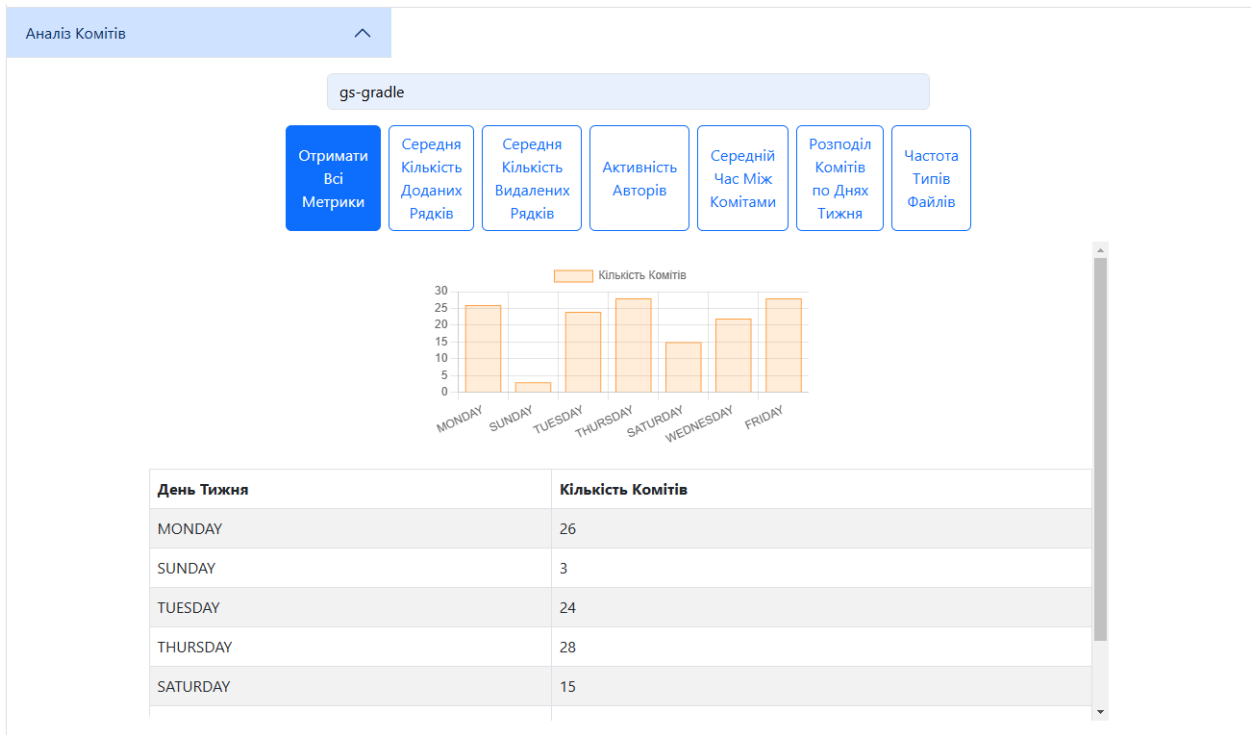 Аналіз Комітів
gs-gradle
Отримати
Всі
Метрики
Середня
Кількість
Доданих
Рядків
Середня
Кількість
Видалених
Рядків
Активність
Авторів
Середній
Час Між
Комітами
Розподіл
Комітів
по Днях
Тижня
Частота
Типів
Файлів
Кількість Комітів
30
25
20
15
10
5
0
MONDAY
SUNDAY
TUESDAY
THURSDAY
SATURDAY
WEDNESDAY
FRIDAY
День Тижня Кількість Комітів
MONDAY 26
SUNDAY 3
TUESDAY 24
THURSDAY 28
SATURDAY 15